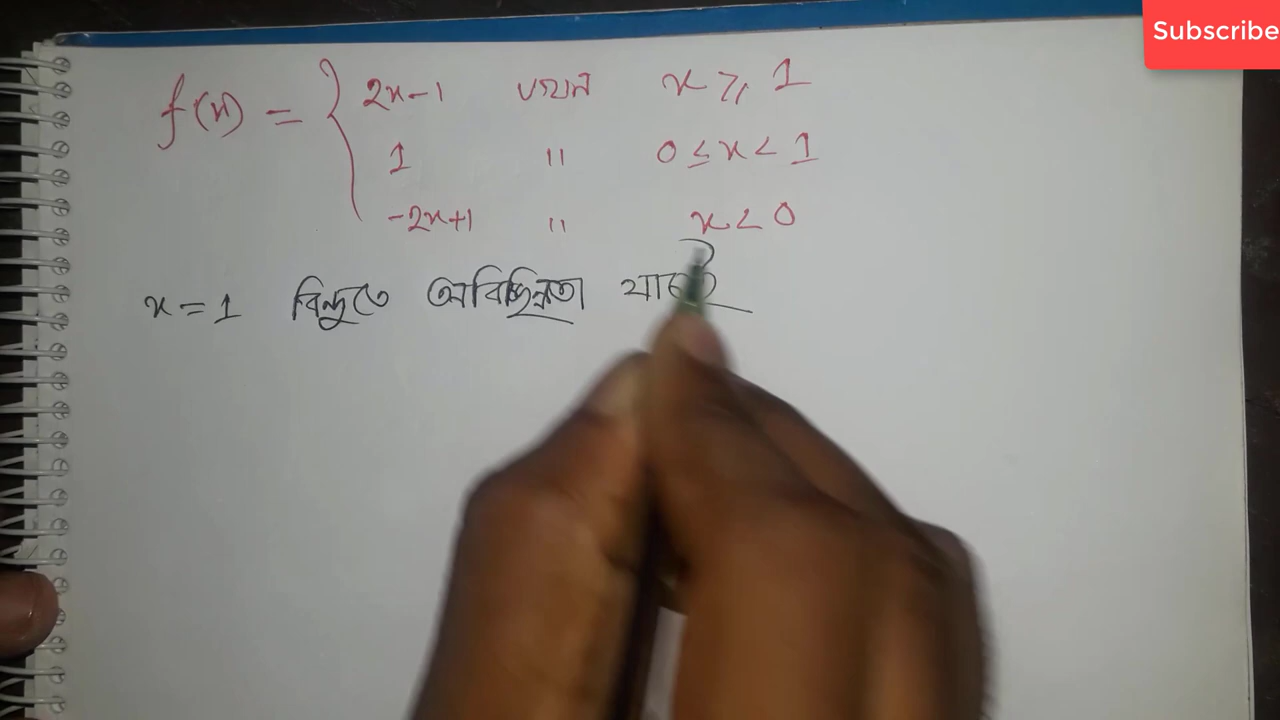 Subscribe
f(x) = { 2x-1 যখন x ≥ 1
1 " 0 ≤ x < 1
-2x+1 " x < 0
x = 1 বিন্দুতে অবিচ্ছিন্নতা